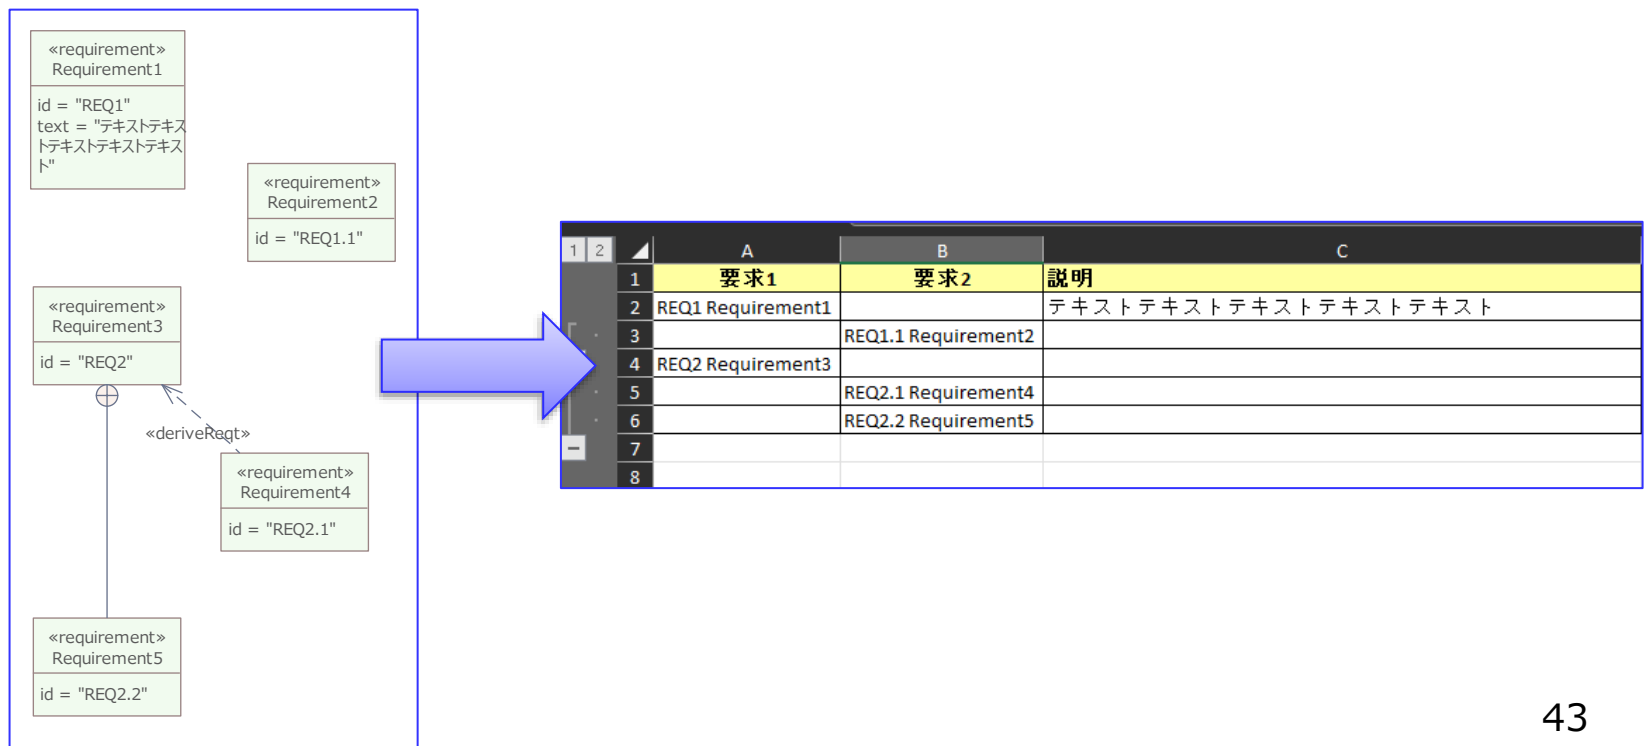 «requirement»
Requirement1
id = "REQ1"
text = "テキストテキス
トテキストテキストテキス
ト"
«requirement»
Requirement2
id = "REQ1.1"
«requirement»
Requirement3
id = "REQ2"
«deriveReqt»
«requirement»
Requirement4
id = "REQ2.1"
«requirement»
Requirement5
id = "REQ2.2"
1 2 A B C
1 要求1 要求2 説明
2 REQ1 Requirement1 テキストテキストテキストテキストテキスト
3 REQ1.1 Requirement2
4 REQ2 Requirement3
5 REQ2.1 Requirement4
6 REQ2.2 Requirement5
7
8
43